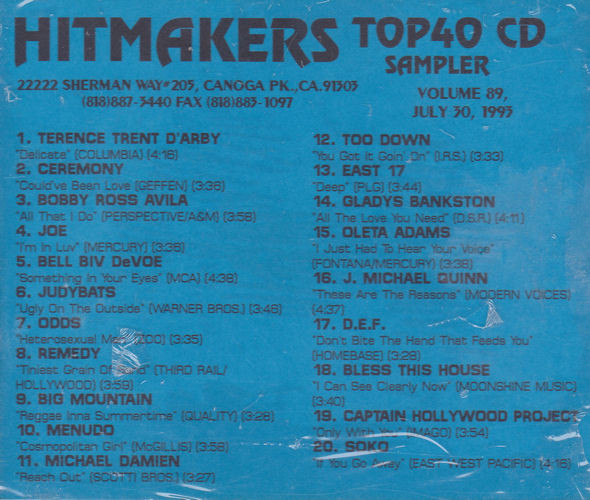 HITMAKERS TOP40 CD
SAMPLER
22222 SHERMAN WAY#205, CANOGA PK.,CA.91303
(818)887-3440 FAX (818)883-1097
VOLUME 89,
JULY 30, 1993
1. TERENCE TRENT D'ARBY
"Delicate" (COLUMBIA) (4:16)
2. CEREMONY
"Could've Been Love (GEFFEN) (3:36)
3. BOBBY ROSS AVILA
"All That I Do" (PERSPECTIVE/A&M) (3:58)
4. JOE
"I'm In Luv" (MERCURY) (3:36)
5. BELL BIV DeVOE
"Something In Your Eyes" (MCA) (4:38)
6. JUDYBATS
"Ugly On The Outside" (WARNER BROS.) (3:46)
7. ODDS
"Heterosexual (3:35)
8. REMEDY
"Tiniest Grain Of (THIRD RAIL/
HOLLYWOOD) (3:59)
9. BIG MOUNTAIN
"Reggae Inna Summertime" (QUALITY) (3:28)
10. MENUDO
"Cosmopolitan Girl" (McGILLIS) (3:58)
11. MICHAEL DAMIEN
"Reach Out" (SCOTTI BROS.) (3:27)
12. TOO DOWN
"You Got It Goin' On" (I.R.S.) (3:33)
13. EAST 17
"Deep" (PLG) (3:44)
14. GLADYS BANKSTON
"All The Love You Need" (D.S.R.) (4:11)
15. OLETA ADAMS
"I Just Had To Hear Your Voice"
(FONTANA/MERCURY) (3:38)
16. J. MICHAEL QUINN
"These Are The Reasons" (MODERN VOICES)
(4:37)
17. D.E.F.
"Don't Bite The Hand That Feeds You"
(HOMEBASE) (3:28)
18. BLESS THIS HOUSE
"I Can See Clearly Now" (MOONSHINE MUSIC)
(3:40)
19. CAPTAIN HOLLYWOOD PROJECT
"Only With You" (IMAGO) (3:54)
20. SOKO
"If You Go Away" (EAST WEST PACIFIC) (4:16)